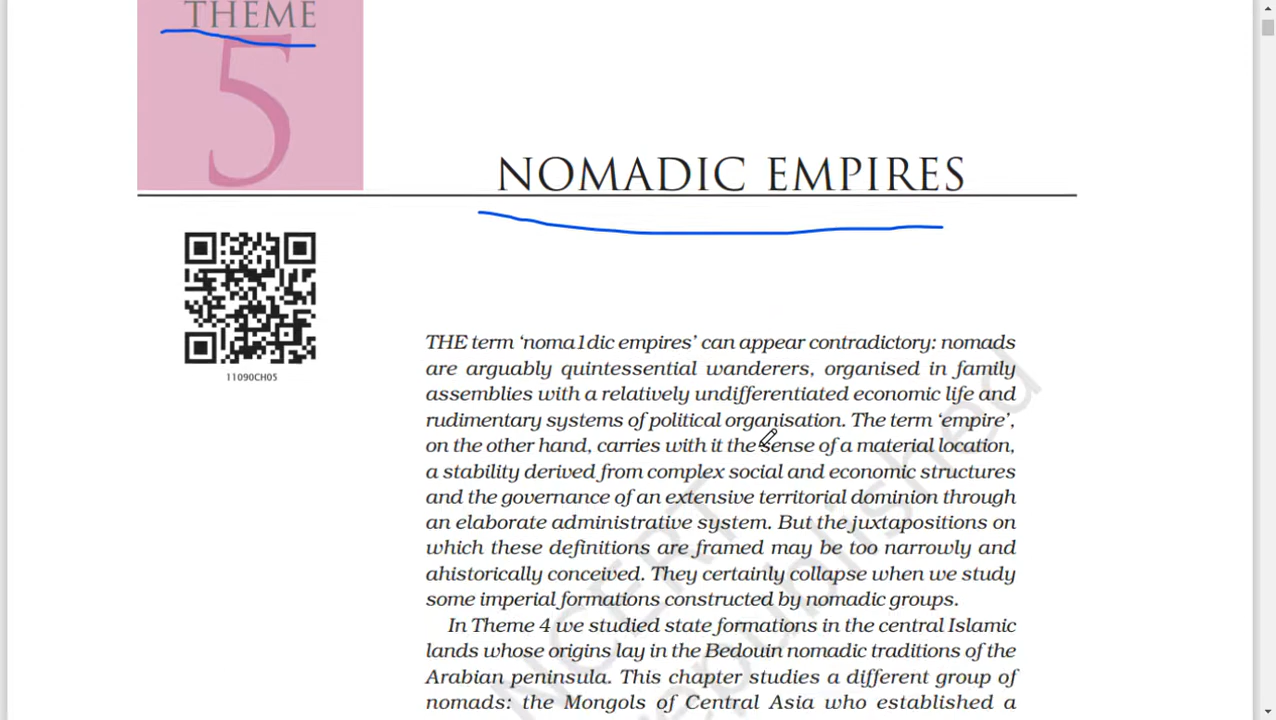 THEME
5
NOMADIC EMPIRES
11090CH05
THE term ‘noma1dic empires’ can appear contradictory: nomads
are arguably quintessential wanderers, organised in family
assemblies with a relatively undifferentiated economic life and
rudimentary systems of political organisation. The term ‘empire’,
on the other hand, carries with it the sense of a material location,
a stability derived from complex social and economic structures
and the governance of an extensive territorial dominion through
an elaborate administrative system. But the juxtapositions on
which these definitions are framed may be too narrowly and
ahistorically conceived. They certainly collapse when we study
some imperial formations constructed by nomadic groups.
In Theme 4 we studied state formations in the central Islamic
lands whose origins lay in the Bedouin nomadic traditions of the
Arabian peninsula. This chapter studies a different group of
nomads: the Mongols of Central Asia who established a
NCERT
republished